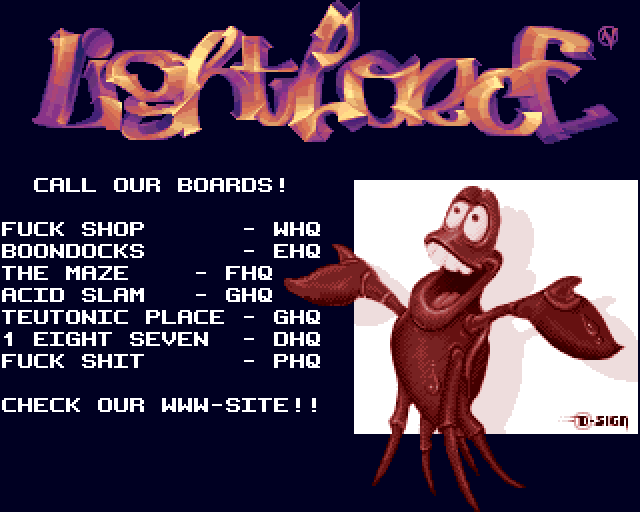 Lightforce
CALL OUR BOARDS!
FUCK SHOP - WHQ
BOONDOCKS - EHQ
THE MAZE - FHQ
ACID SLAM - GHQ
TEUTONIC PLACE - GHQ
1 EIGHT SEVEN - DHQ
FUCK SHIT - PHQ
CHECK OUR WWW-SITE!!
D-SIGN